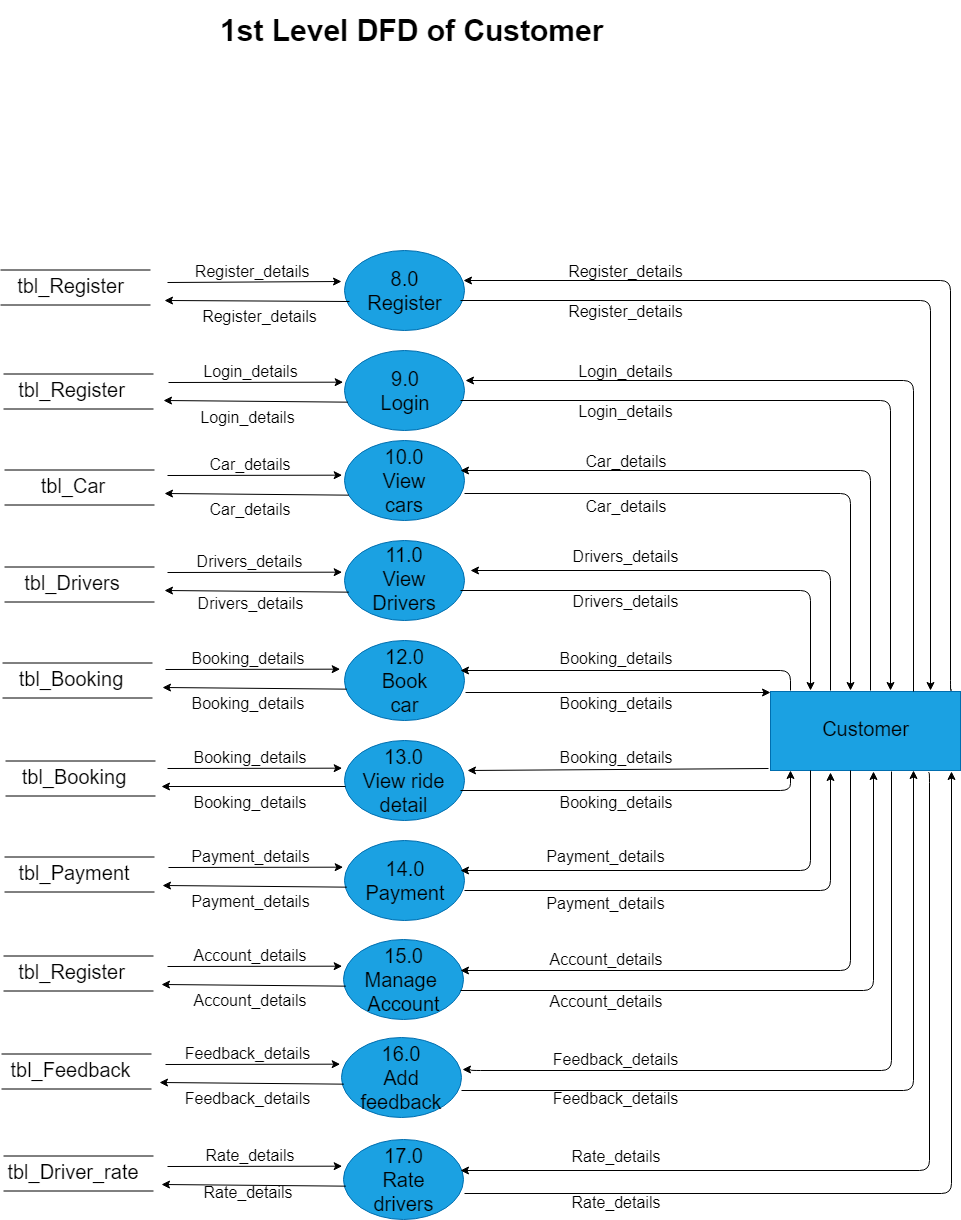 1st Level DFD of Customer
Register_details
Register_details
8.0
tbl_Register
Register
Register_details
Register_details
Login_details
Login_details
9.0
tbl_Register
Login
Login_details
Login_details
Car_details
Car_details
10.0
tbl_Car
View
cars
Car_details
Car_details
Drivers_details
Drivers_details
11.0
tbl_Drivers
View
Drivers
Drivers_details
Drivers_details
Booking_details
Booking_details
12.0
tbl_Booking
Book
car
Booking_details
Booking_details
Customer
Booking_details
Booking_details
13.0
tbl_Booking
View ride
detail
Booking_details
Booking_details
Payment_details
Payment_details
14.0
tbl_Payment
Payment
Payment_details
Payment_details
Account_details
Account_details
15.0
tbl_Register
Manage
Account
Account_details
Account_details
Feedback_details
Feedback_details
16.0
tbl_Feedback
Add
feedback
Feedback_details
Feedback_details
Rate_details
Rate_details
17.0
tbl_Driver_rate
Rate
drivers
Rate_details
Rate_details